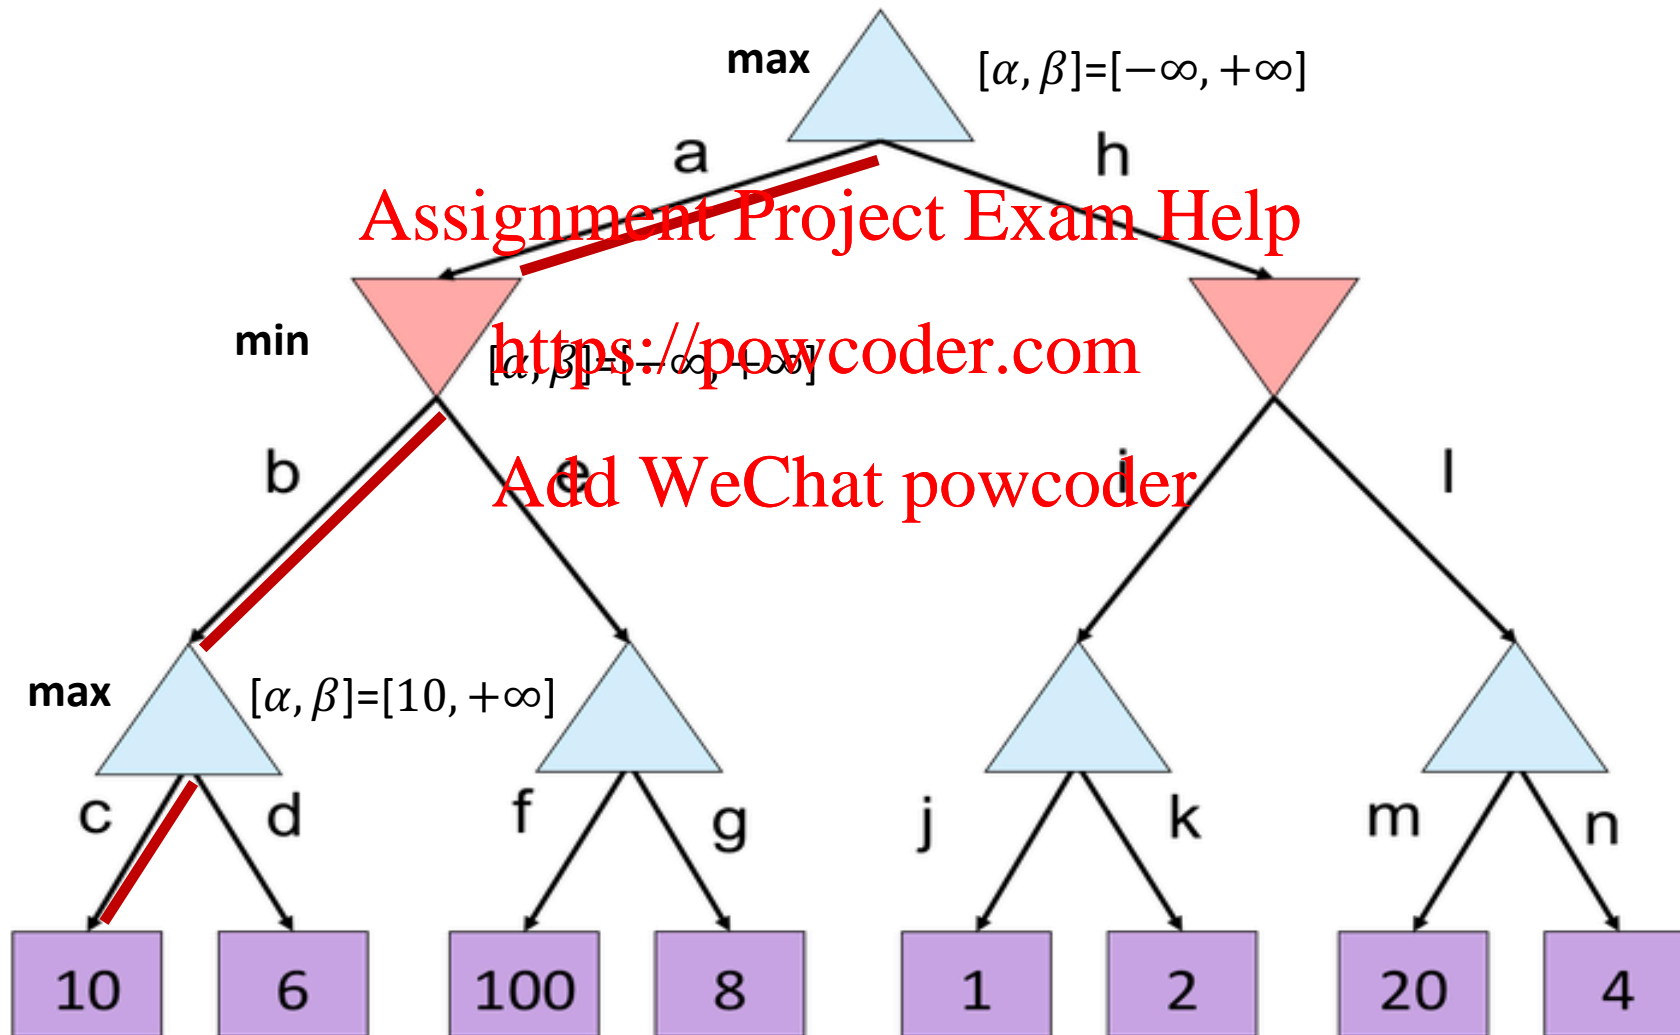 max
[α, β]=[−∞, +∞]
a
h
Assignment Project Exam Help
min
https://powcoder.com
[α, β]=[−∞, +∞]
b
e
i
l
Add WeChat powcoder
max
[α, β]=[10, +∞]
c
d
f
g
j
k
m
n
10
6
100
8
1
2
20
4